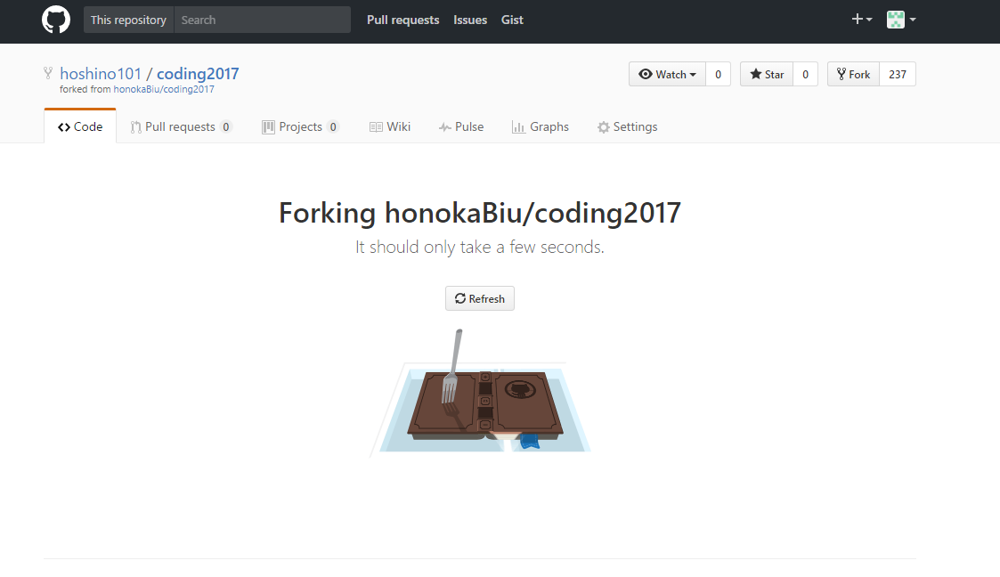 This repository Search Pull requests Issues Gist
hoshino101 / coding2017 Watch 0 Star 0 Fork 237
forked from honokaBiu/coding2017
Code Pull requests 0 Projects 0 Wiki Pulse Graphs Settings
Forking honokaBiu/coding2017
It should only take a few seconds.
Refresh